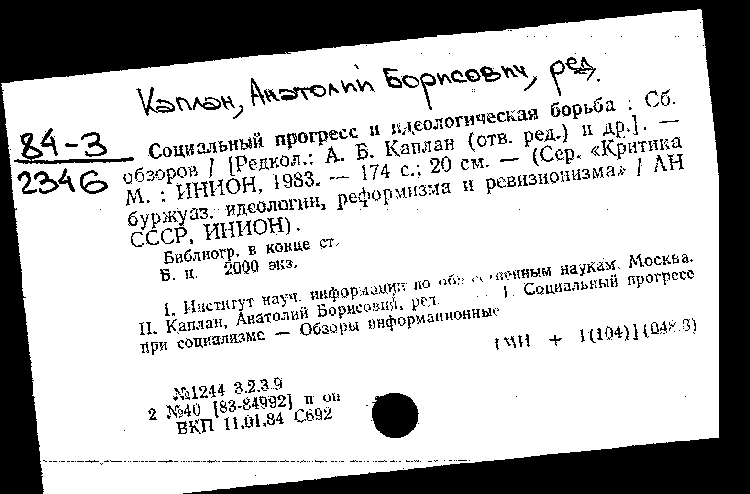 Каплан, Анатолий Борисович, ред.
84-3
2346
Социальный прогресс и идеологическая борьба : Сб.
обзоров / [Редкол.: А. Б. Каплан (отв. ред.) и др.]. —
М. : ИНИОН, 1983. — 174 с.; 20 см. — (Сер. «Критика
буржуаз. идеологии, реформизма и ревизионизма» / АН
СССР, ИНИОН).
Библиогр. в конце ст.
Б. ц. 2000 экз.
I. Институт науч. информации по наукам. Москва.
II. Каплан, Анатолий Борисович, ред. 1. Социальный прогресс
при социализме — Обзоры информационные
+ 1(104)](048.3)
№1244 3.2.3.9
2 №40 [83-84992] п оп
ВКП 11.01.84 С692